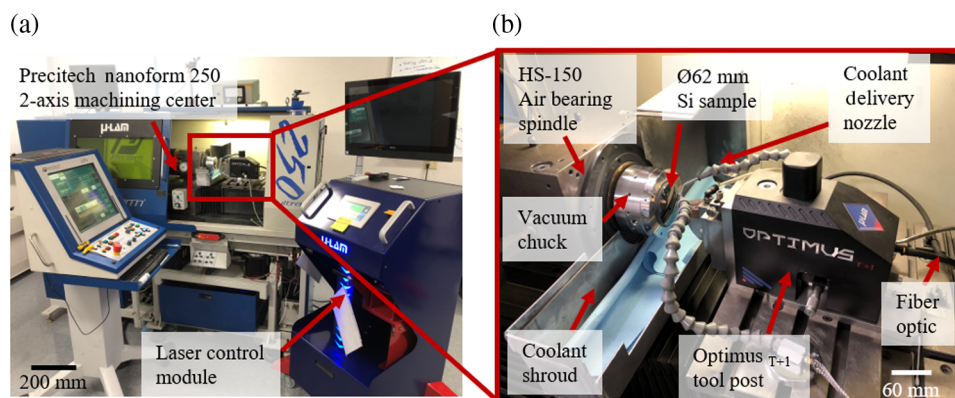 (a)
Precitech nanoform 250
2-axis machining center
µ-LAM
250
µ-LAM
Laser control
module
200 mm
(b)
HS-150
Air bearing
spindle
Ø62 mm
Si sample
Coolant
delivery
nozzle
Vacuum
chuck
µ-LAM
OPTIMUS T+1
Fiber
optic
Coolant
shroud
Optimus T+1
tool post
60 mm